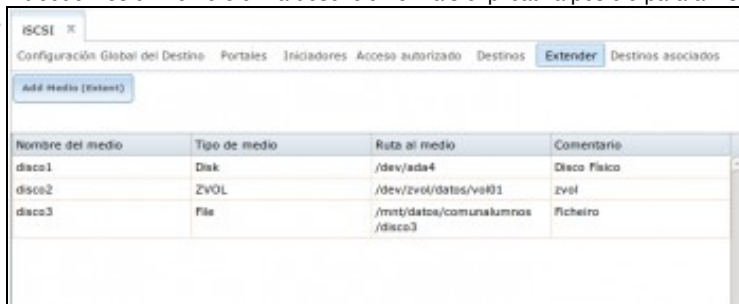 iSCSI
Configuración Global del Destino Portales Iniciadores Acceso autorizado Destinos Extender Destinos asociados
Add Medio (Extent)
Nombre del medio Tipo de medio Ruta al medio Comentario
disco1 Disk /dev/ada4 Disco Físico
disco2 ZVOL /dev/zvol/datos/vol01 zvol
disco3 File /mnt/datos/comunalumnos Ficheiro
/disco3